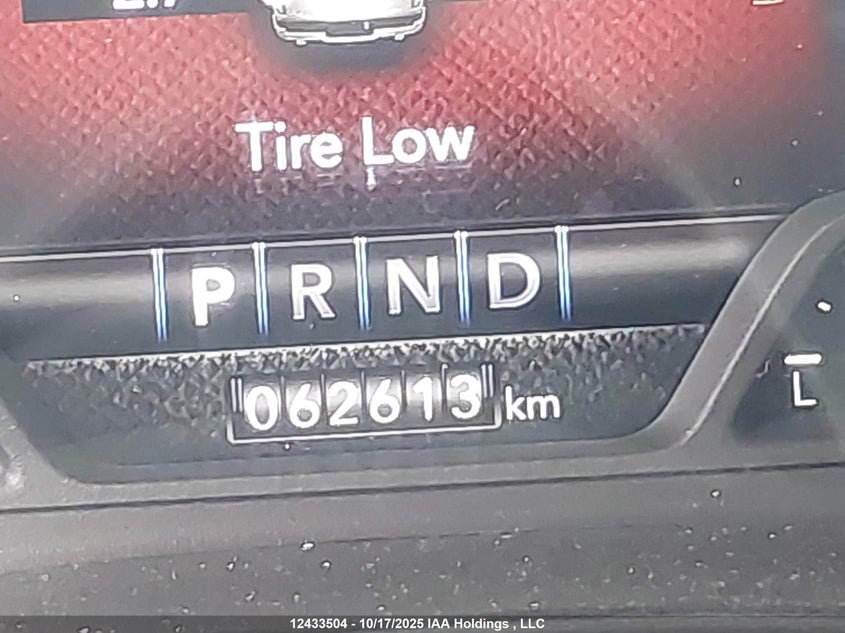 Tire Low
P R N D
062613 km
L
12433504 - 10/17/2025 IAA Holdings , LLC